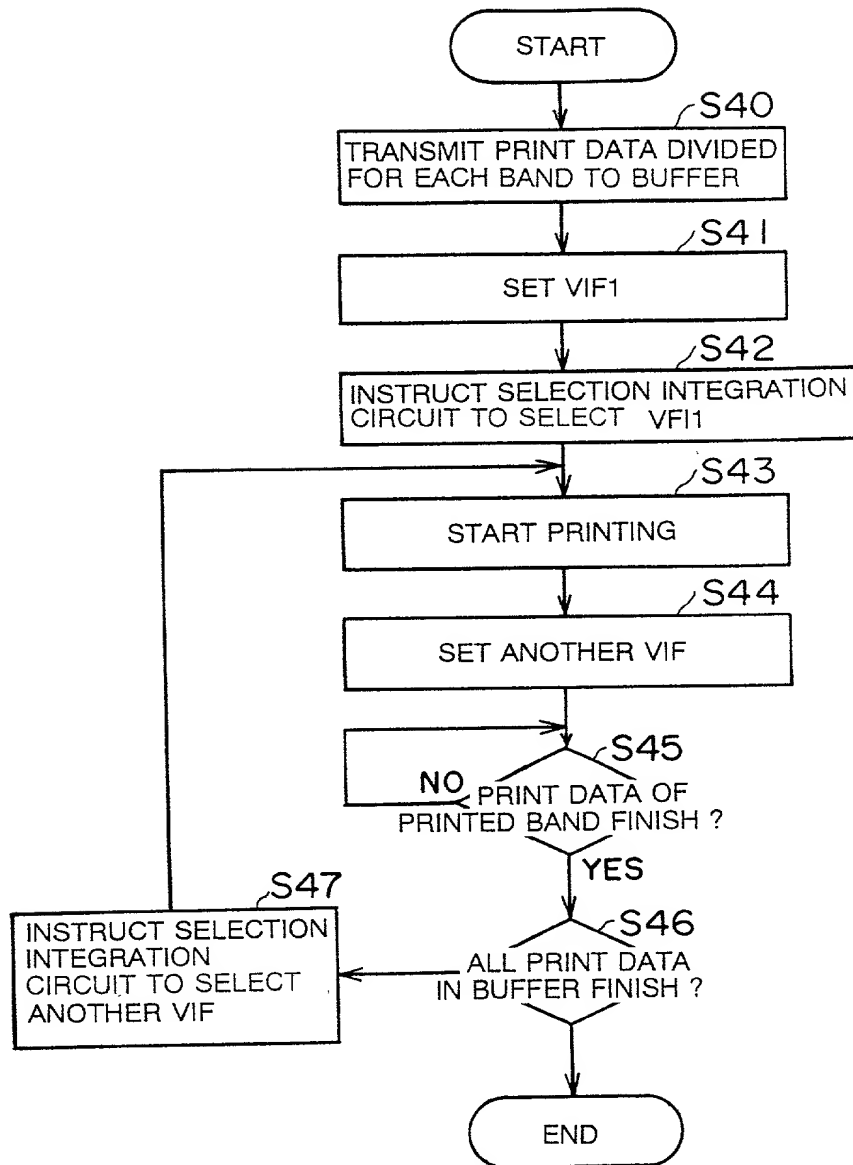 START
S40
TRANSMIT PRINT DATA DIVIDED
FOR EACH BAND TO BUFFER
S41
SET VIF1
S42
INSTRUCT SELECTION INTEGRATION
CIRCUIT TO SELECT VFI1
S43
START PRINTING
S44
SET ANOTHER VIF
S45
NO
PRINT DATA OF
PRINTED BAND FINISH ?
YES
S46
ALL PRINT DATA
IN BUFFER FINISH ?
S47
INSTRUCT SELECTION
INTEGRATION
CIRCUIT TO SELECT
ANOTHER VIF
END